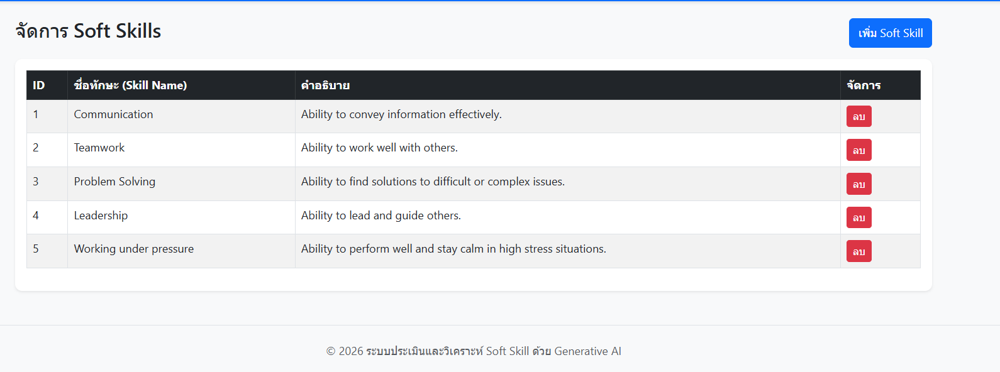 จัดการ Soft Skills
เพิ่ม Soft Skill
ID ชื่อทักษะ (Skill Name) คำอธิบาย จัดการ
1 Communication Ability to convey information effectively. ลบ
2 Teamwork Ability to work well with others. ลบ
3 Problem Solving Ability to find solutions to difficult or complex issues. ลบ
4 Leadership Ability to lead and guide others. ลบ
5 Working under pressure Ability to perform well and stay calm in high stress situations. ลบ
© 2026 ระบบประเมินและวิเคราะห์ Soft Skill ด้วย Generative AI